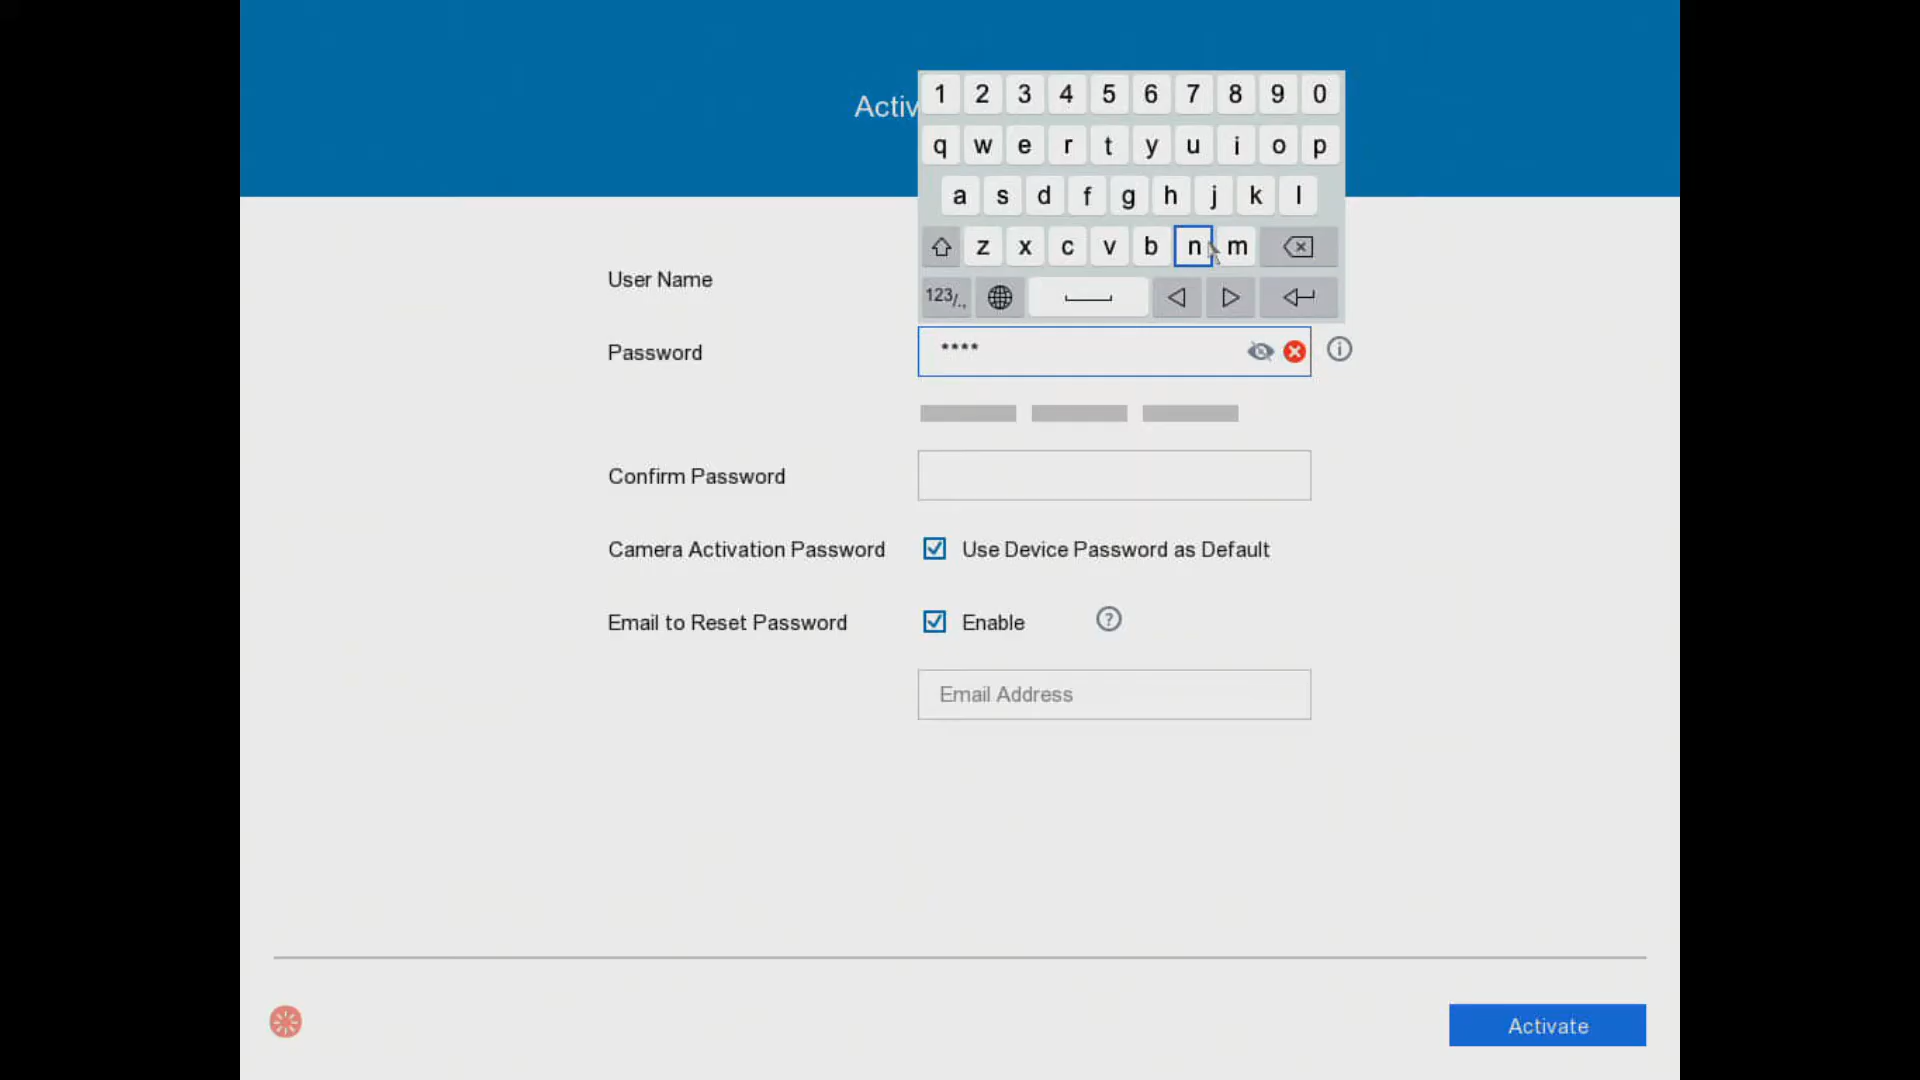 Activ
1 2 3 4 5 6 7 8 9 0
q w e r t y u i o p
a s d f g h j k l
z x c v b n m
123/.,
User Name
Password ****
Confirm Password
Camera Activation Password Use Device Password as Default
Email to Reset Password Enable ?
Email Address
Activate